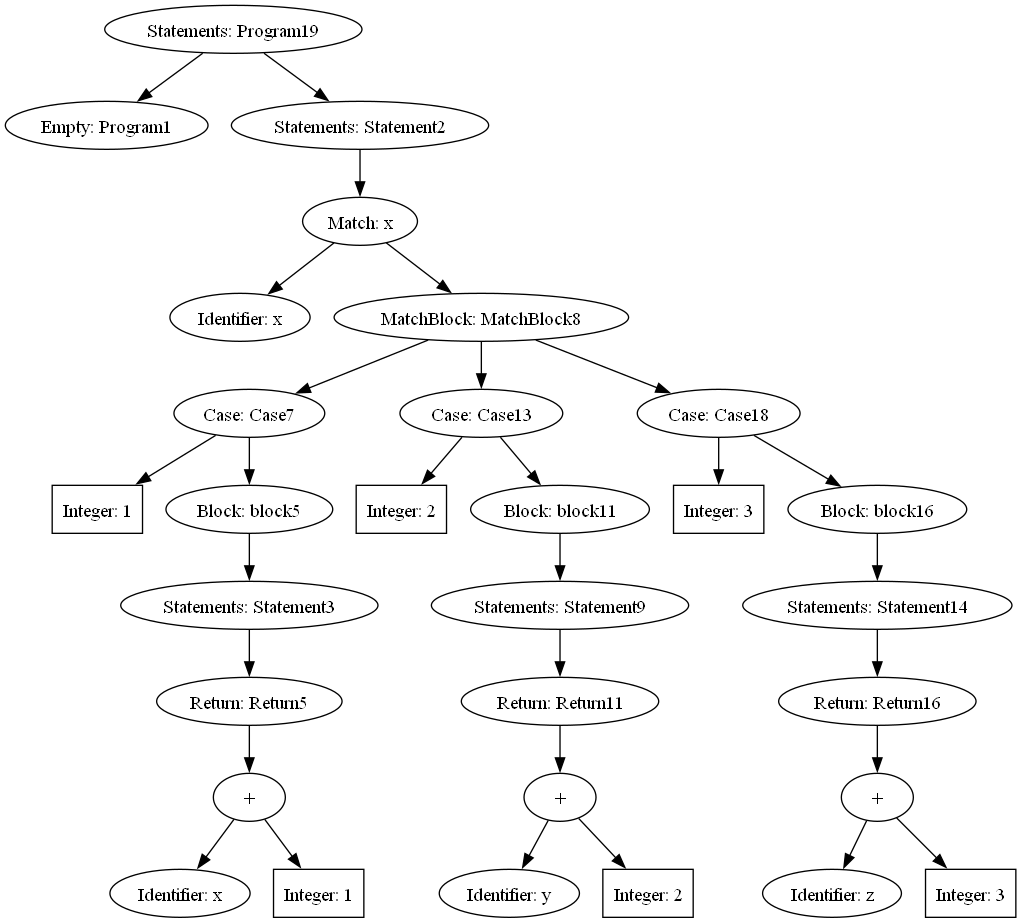 Statements: Program19
Empty: Program1
Statements: Statement2
Match: x
Identifier: x
MatchBlock: MatchBlock8
Case: Case7
Case: Case13
Case: Case18
Integer: 1
Block: block5
Integer: 2
Block: block11
Integer: 3
Block: block16
Statements: Statement3
Statements: Statement9
Statements: Statement14
Return: Return5
Return: Return11
Return: Return16
+
+
+
Identifier: x
Integer: 1
Identifier: y
Integer: 2
Identifier: z
Integer: 3